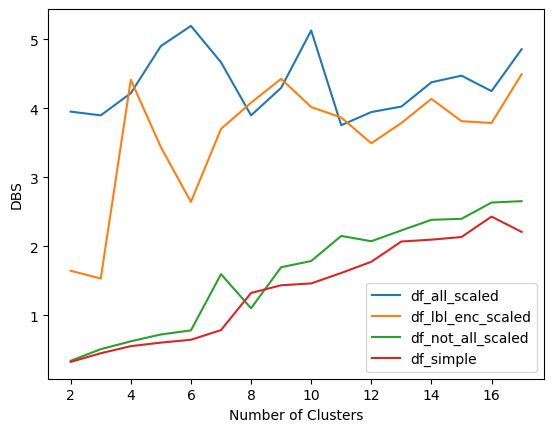 5
4
3
2
1
DBS
2
4
6
8
10
12
14
16
Number of Clusters
df_all_scaled
df_lbl_enc_scaled
df_not_all_scaled
df_simple